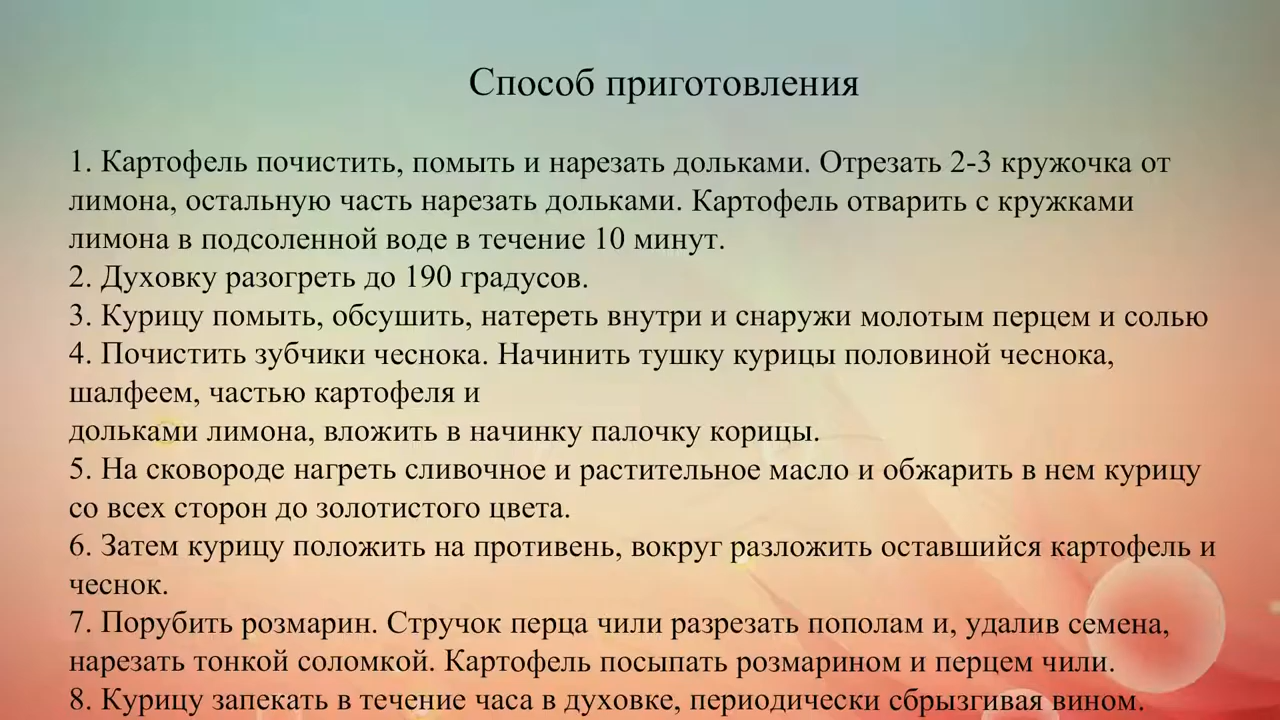 Способ приготовления
1. Картофель почистить, помыть и нарезать дольками. Отрезать 2-3 кружочка от
лимона, остальную часть нарезать дольками. Картофель отварить с кружками
лимона в подсоленной воде в течение 10 минут.
2. Духовку разогреть до 190 градусов.
3. Курицу помыть, обсушить, натереть внутри и снаружи молотым перцем и солью
4. Почистить зубчики чеснока. Начинить тушку курицы половиной чеснока,
шалфеем, частью картофеля и
дольками лимона, вложить в начинку палочку корицы.
5. На сковороде нагреть сливочное и растительное масло и обжарить в нем курицу
со всех сторон до золотистого цвета.
6. Затем курицу положить на противень, вокруг разложить оставшийся картофель и
чеснок.
7. Порубить розмарин. Стручок перца чили разрезать пополам и, удалив семена,
нарезать тонкой соломкой. Картофель посыпать розмарином и перцем чили.
8. Курицу запекать в течение часа в духовке, периодически сбрызгивая вином.